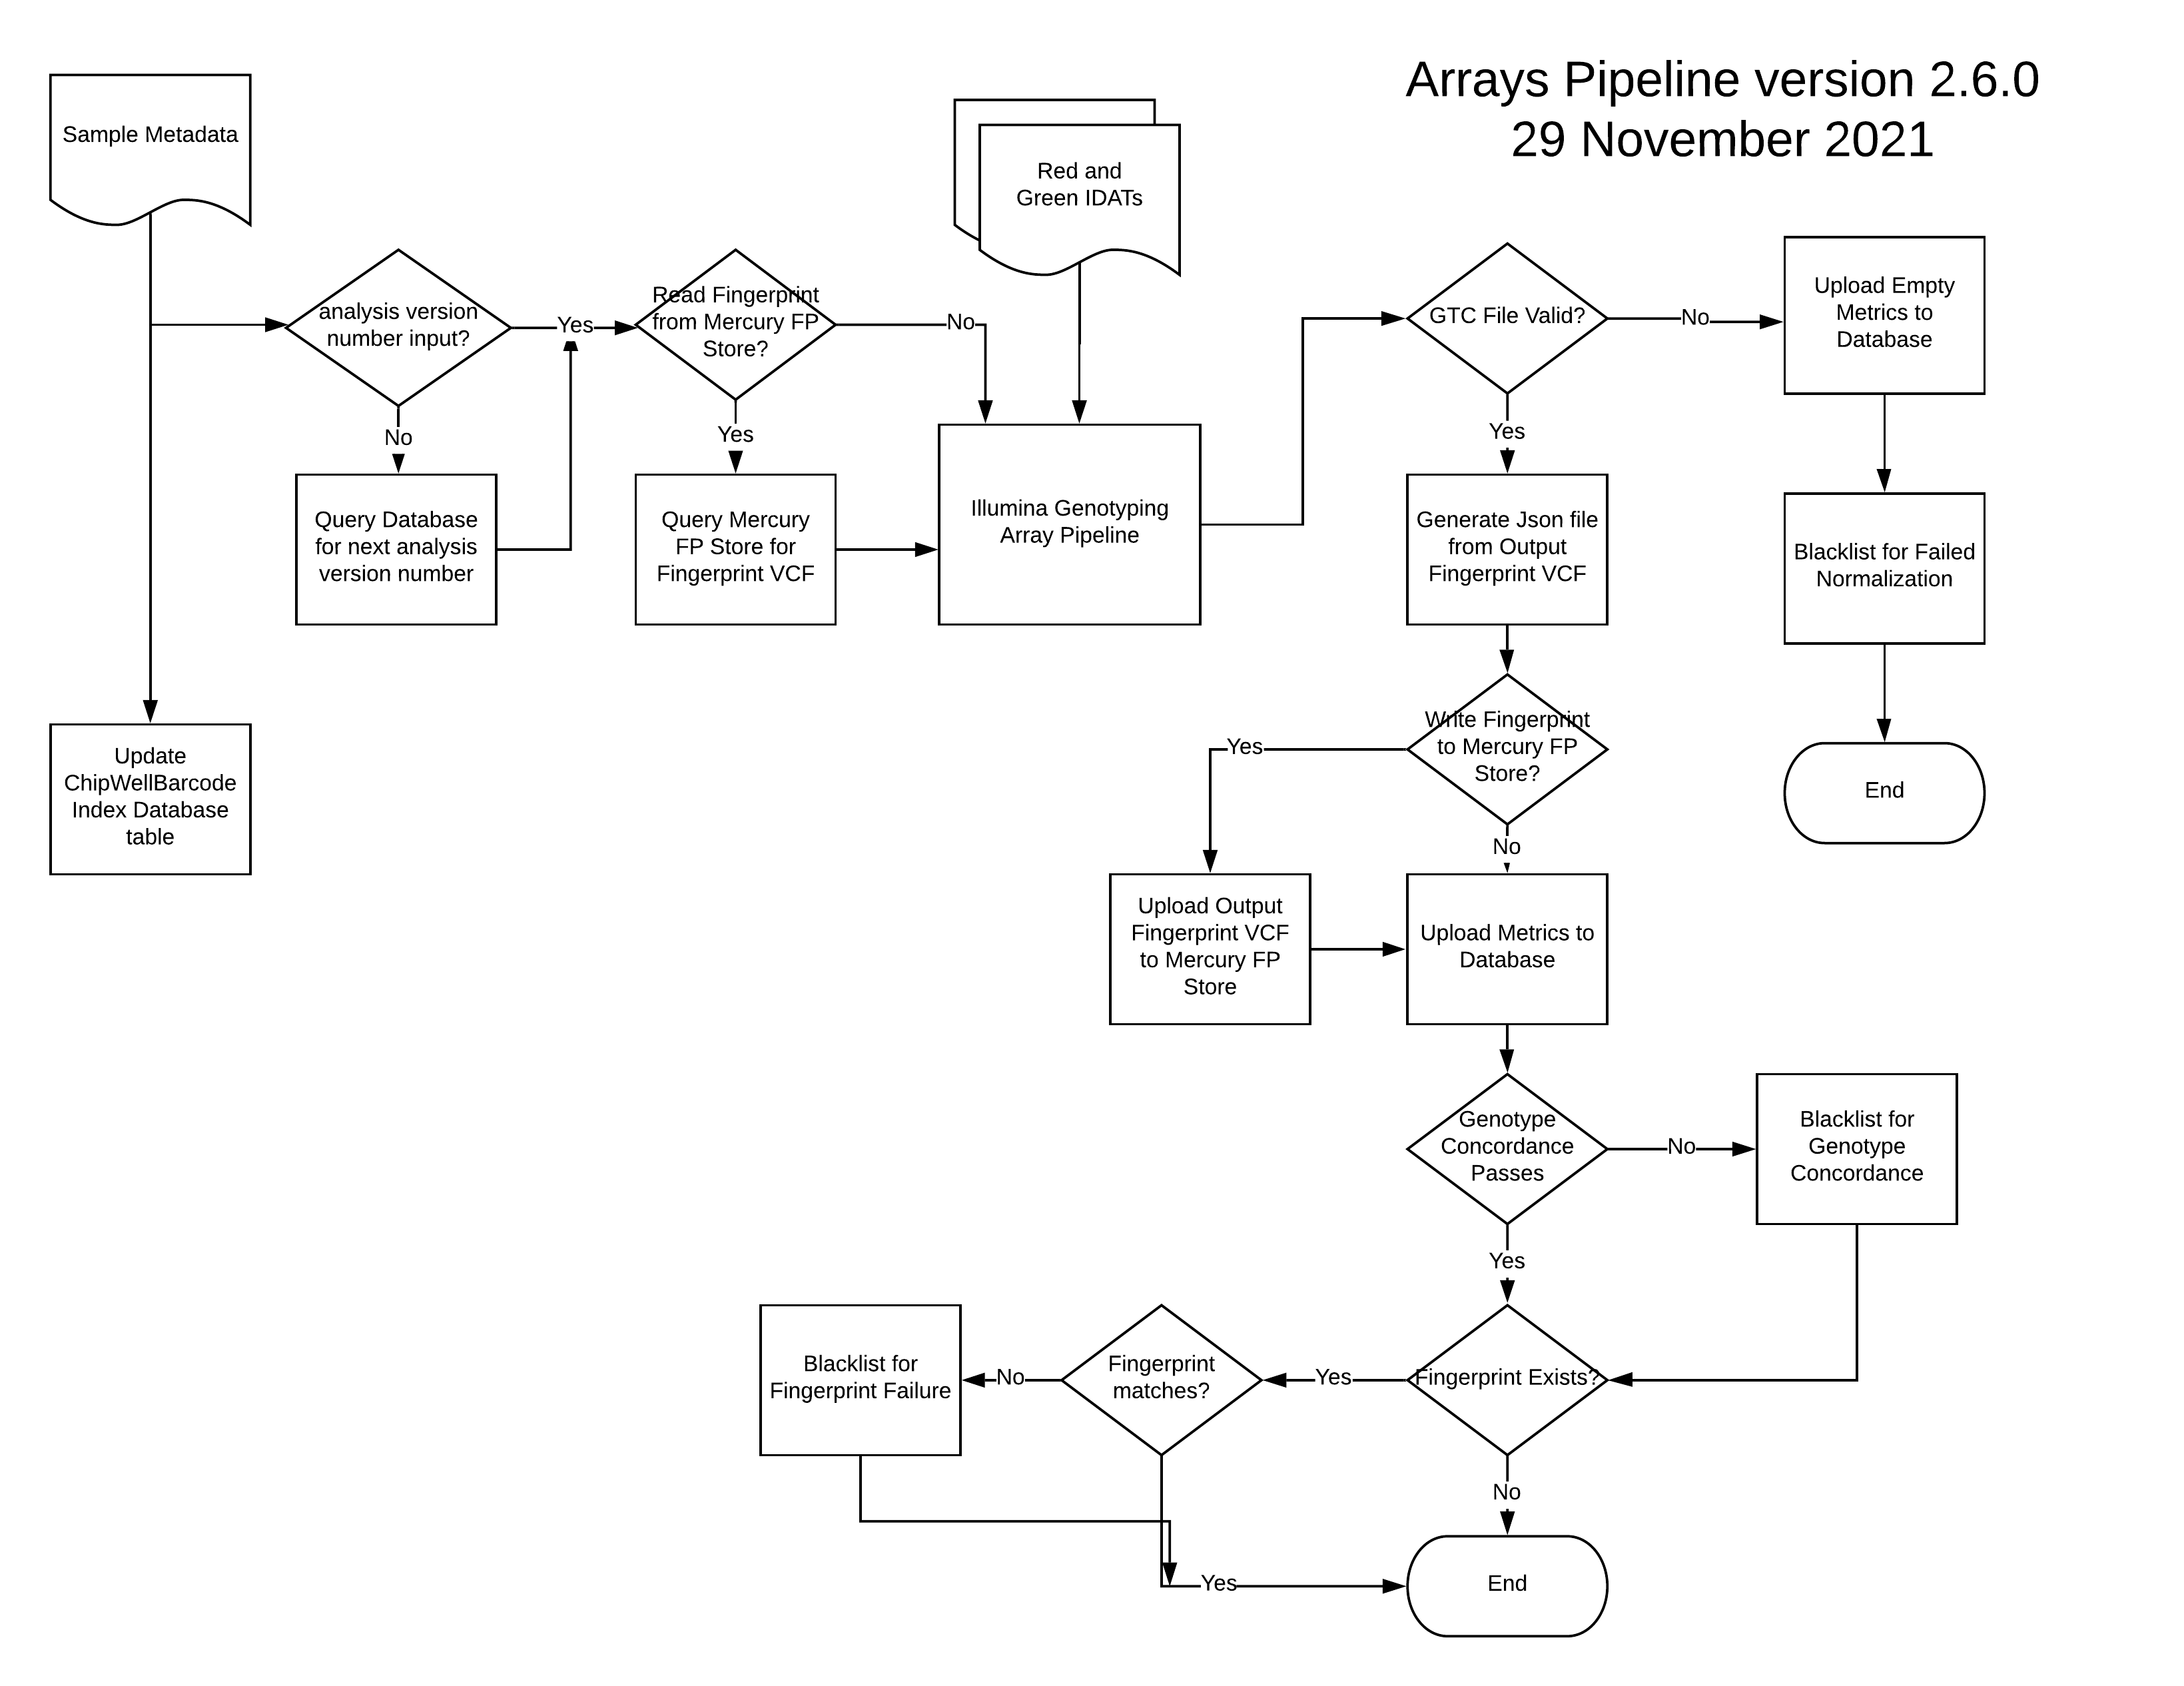 Arrays Pipeline version 2.6.0
29 November 2021
Sample Metadata
Red and
Green IDATs
analysis version
number input?
Yes
No
Read Fingerprint
from Mercury FP
Store?
No
Yes
GTC File Valid?
No
Yes
Upload Empty
Metrics to
Database
Query Database
for next analysis
version number
Query Mercury
FP Store for
Fingerprint VCF
Illumina Genotyping
Array Pipeline
Generate Json file
from Output
Fingerprint VCF
Blacklist for Failed
Normalization
Update
ChipWellBarcode
Index Database
table
Write Fingerprint
to Mercury FP
Store?
Yes
No
End
Upload Output
Fingerprint VCF
to Mercury FP
Store
Upload Metrics to
Database
Genotype
Concordance
Passes
No
Yes
Blacklist for
Genotype
Concordance
Blacklist for
Fingerprint Failure
No
Fingerprint
matches?
Yes
Fingerprint Exists?
No
Yes
End